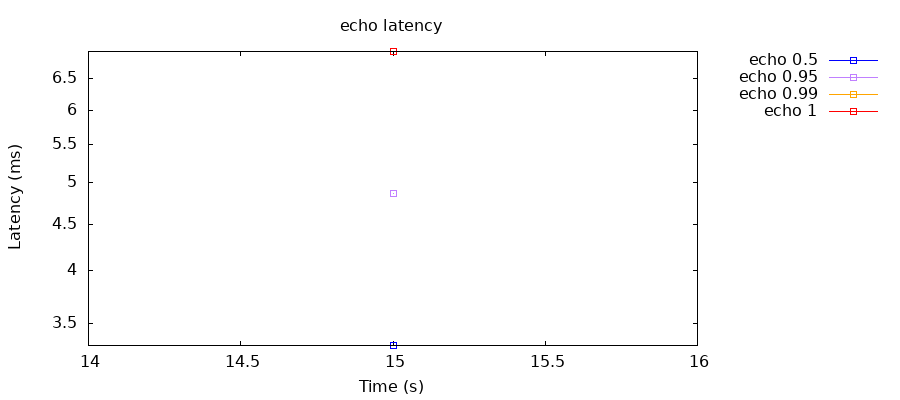 echo latency
echo 0.5
echo 0.95
echo 0.99
echo 1
6.5
6
5.5
5
4.5
4
3.5
Latency (ms)
14 14.5 15 15.5 16
Time (s)